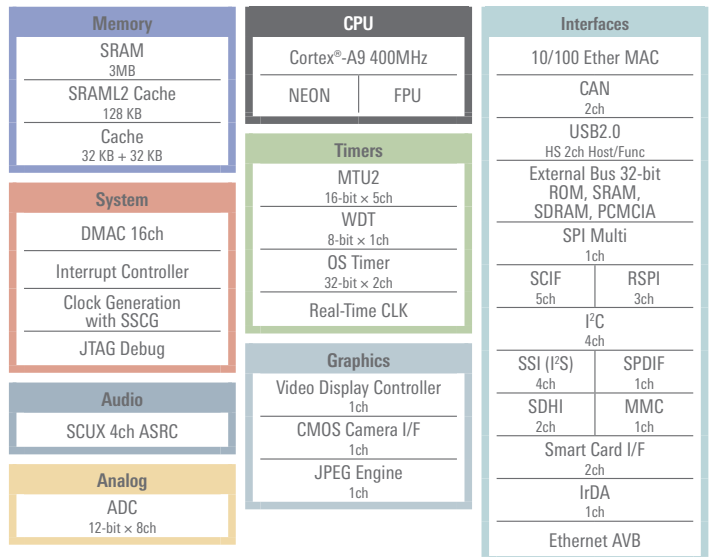 Memory
SRAM
3MB
SRAML2 Cache
128 KB
Cache
32 KB + 32 KB
System
DMAC 16ch
Interrupt Controller
Clock Generation
with SSCG
JTAG Debug
Audio
SCUX 4ch ASRC
Analog
ADC
12-bit × 8ch
CPU
Cortex®-A9 400MHz
NEON FPU
Timers
MTU2
16-bit × 5ch
WDT
8-bit × 1ch
OS Timer
32-bit × 2ch
Real-Time CLK
Graphics
Video Display Controller
1ch
CMOS Camera I/F
1ch
JPEG Engine
1ch
Interfaces
10/100 Ether MAC
CAN
2ch
USB2.0
HS 2ch Host/Func
External Bus 32-bit
ROM, SRAM,
SDRAM, PCMCIA
SPI Multi
1ch
SCIF RSPI
5ch 3ch
I²C
4ch
SSI (I²S) SPDIF
4ch 1ch
SDHI MMC
2ch 1ch
Smart Card I/F
2ch
IrDA
1ch
Ethernet AVB